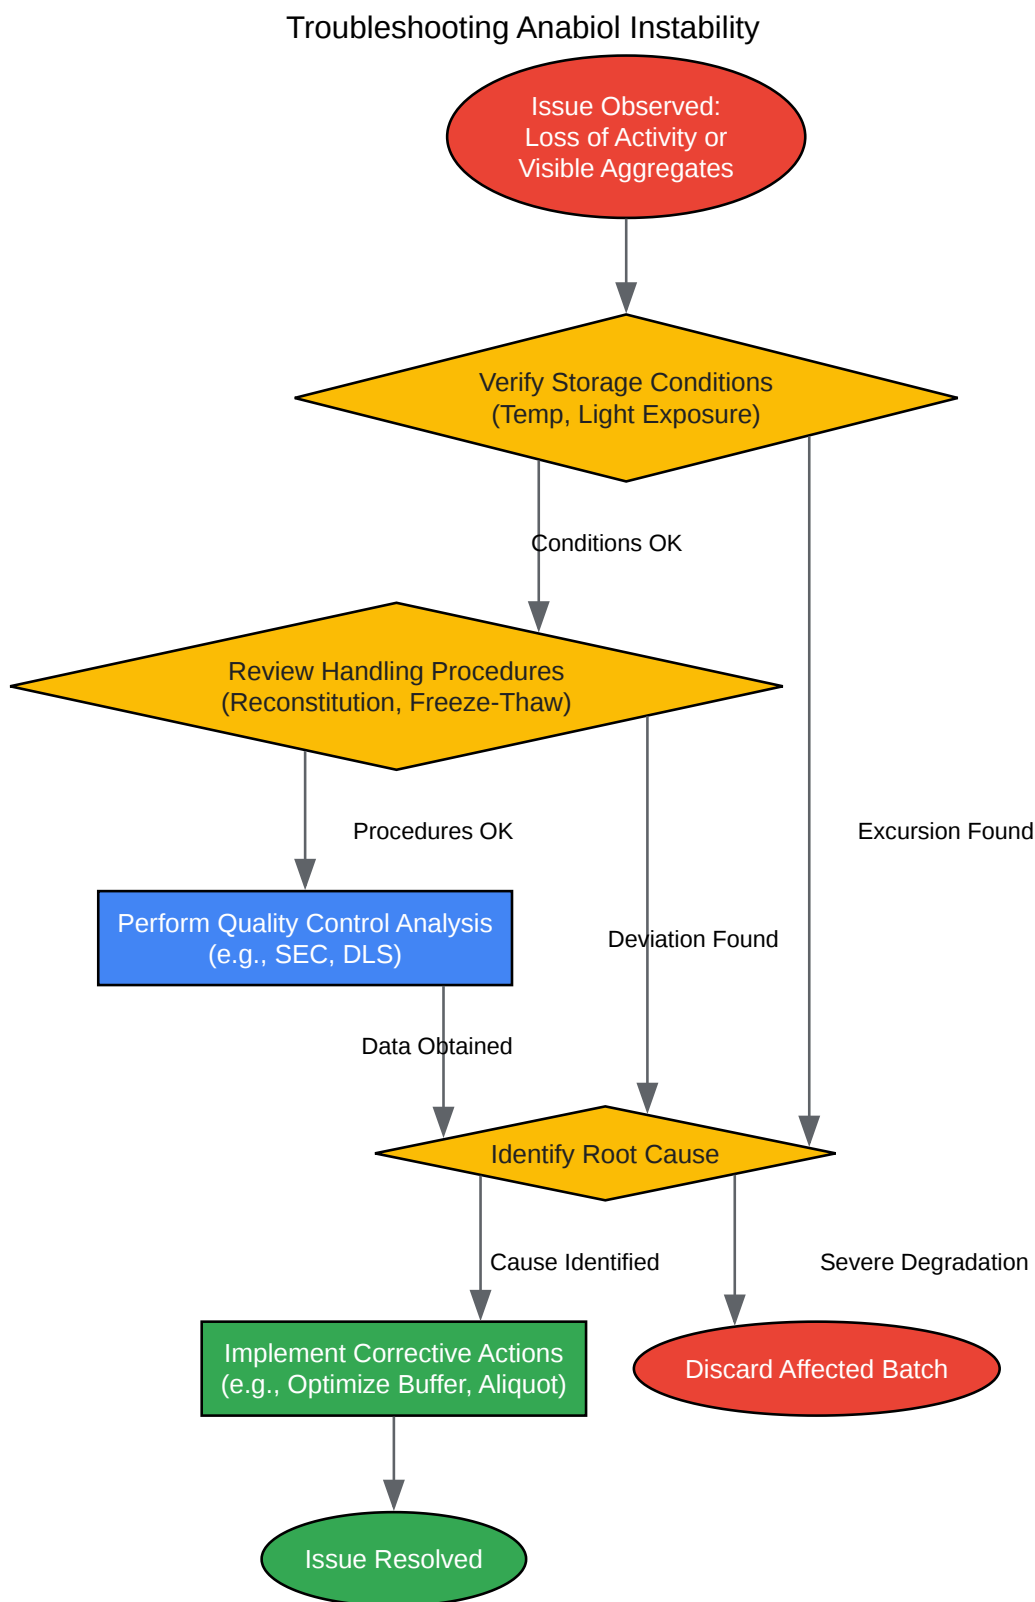 Troubleshooting Anabiol Instability
Issue Observed:
Loss of Activity or
Visible Aggregates
Verify Storage Conditions
(Temp, Light Exposure)
Conditions OK
Review Handling Procedures
(Reconstitution, Freeze-Thaw)
Procedures OK
Excursion Found
Perform Quality Control Analysis
(e.g., SEC, DLS)
Deviation Found
Data Obtained
Identify Root Cause
Cause Identified
Severe Degradation
Implement Corrective Actions
(e.g., Optimize Buffer, Aliquot)
Discard Affected Batch
Issue Resolved